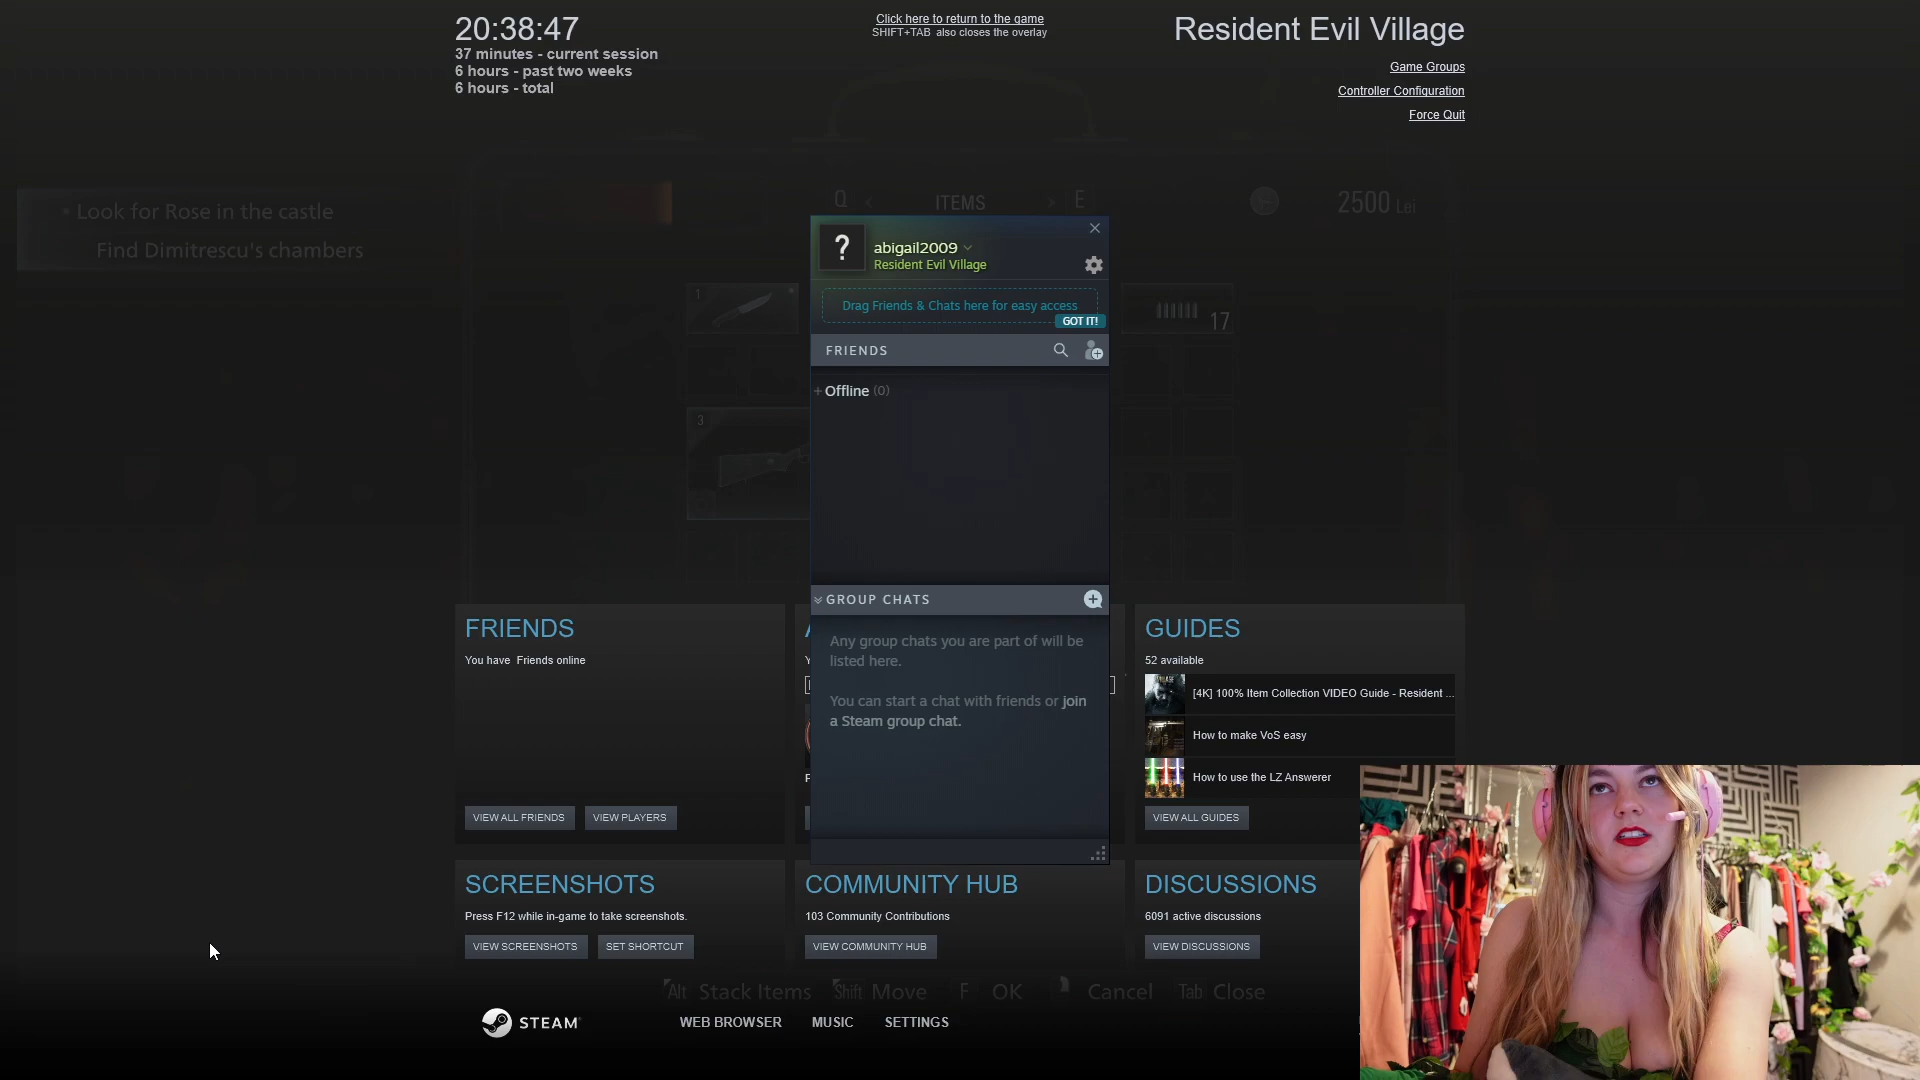 20:38:47
37 minutes - current session
6 hours - past two weeks
6 hours - total
Click here to return to the game
SHIFT+TAB also closes the overlay
Resident Evil Village
Game Groups
Controller Configuration
Force Quit
Look for Rose in the castle
Find Dimitrescu's chambers
Q < ITEMS > E
2500 Lei
1
17
3
?
abigail2009
Resident Evil Village
Drag Friends & Chats here for easy access
GOT IT!
FRIENDS
+ Offline (0)
GROUP CHATS
Any group chats you are part of will be
listed here.
You can start a chat with friends or join
a Steam group chat.
FRIENDS
You have Friends online
VIEW ALL FRIENDS
VIEW PLAYERS
GUIDES
52 available
[4K] 100% Item Collection VIDEO Guide - Resident ...
How to make VoS easy
How to use the LZ Answerer
VIEW ALL GUIDES
SCREENSHOTS
Press F12 while in-game to take screenshots.
VIEW SCREENSHOTS
SET SHORTCUT
COMMUNITY HUB
103 Community Contributions
VIEW COMMUNITY HUB
DISCUSSIONS
6091 active discussions
VIEW DISCUSSIONS
Alt Stack Items Shift Move F OK Cancel Tab Close
STEAM
WEB BROWSER
MUSIC
SETTINGS